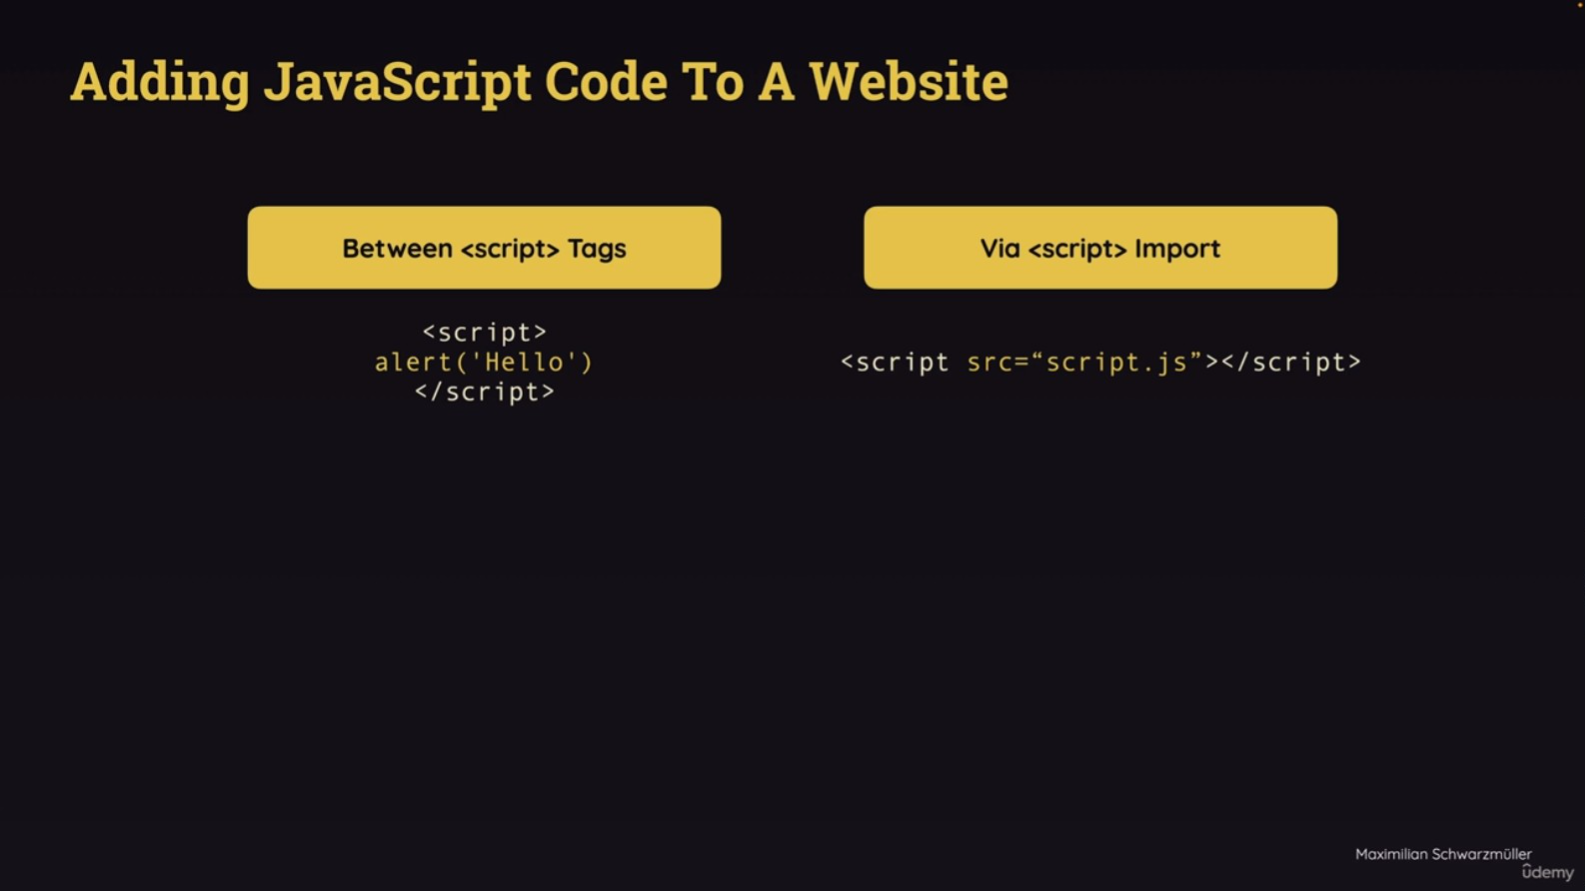 Adding JavaScript Code To A Website
Between <script> Tags
<script>
alert('Hello')
</script>
Via <script> Import
<script src=“script.js”></script>
Maximilian Schwarzmüller
ûdemy